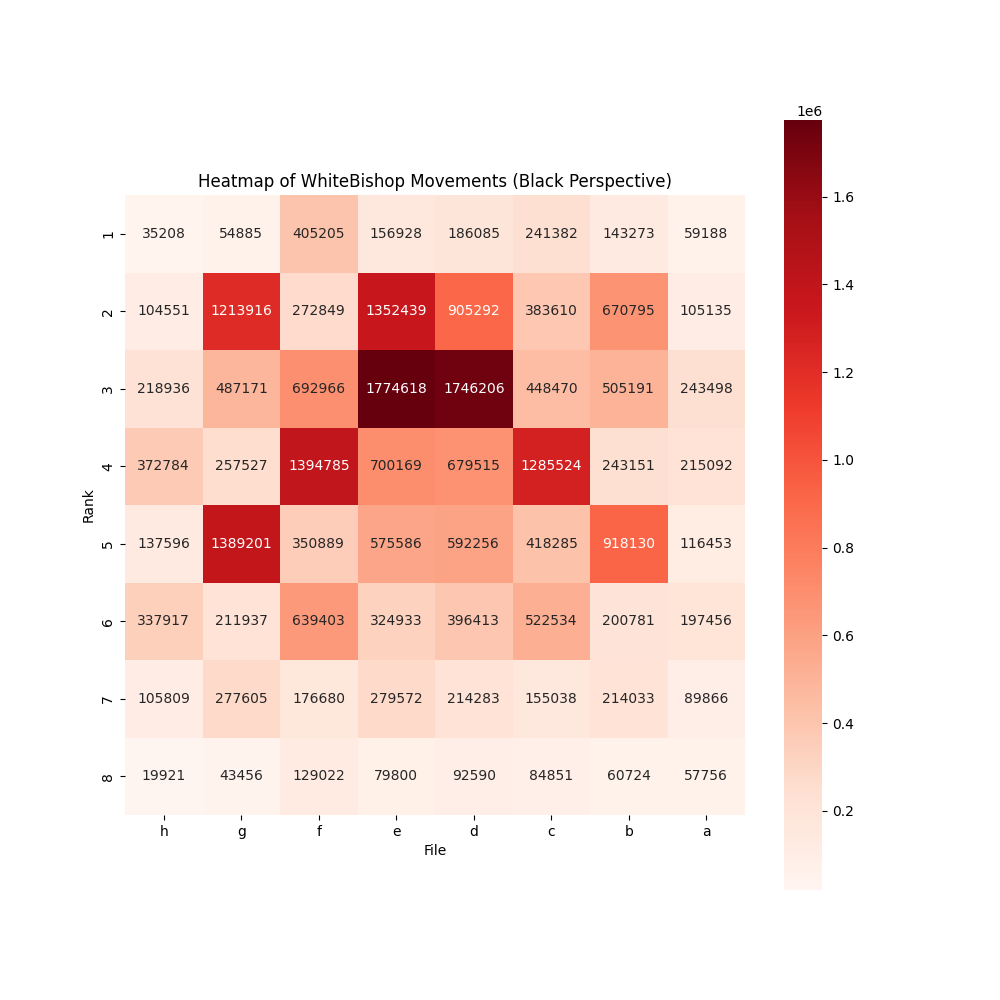 1e6
Heatmap of WhiteBishop Movements (Black Perspective)
1 35208 54885 405205 156928 186085 241382 143273 59188
2 104551 1213916 272849 1352439 905292 383610 670795 105135
3 218936 487171 692966 1774618 1746206 448470 505191 243498
4 372784 257527 1394785 700169 679515 1285524 243151 215092
5 137596 1389201 350889 575586 592256 418285 918130 116453
6 337917 211937 639403 324933 396413 522534 200781 197456
7 105809 277605 176680 279572 214283 155038 214033 89866
8 19921 43456 129022 79800 92590 84851 60724 57756
h g f e d c b a
File
Rank
1.6
1.4
1.2
1.0
0.8
0.6
0.4
0.2